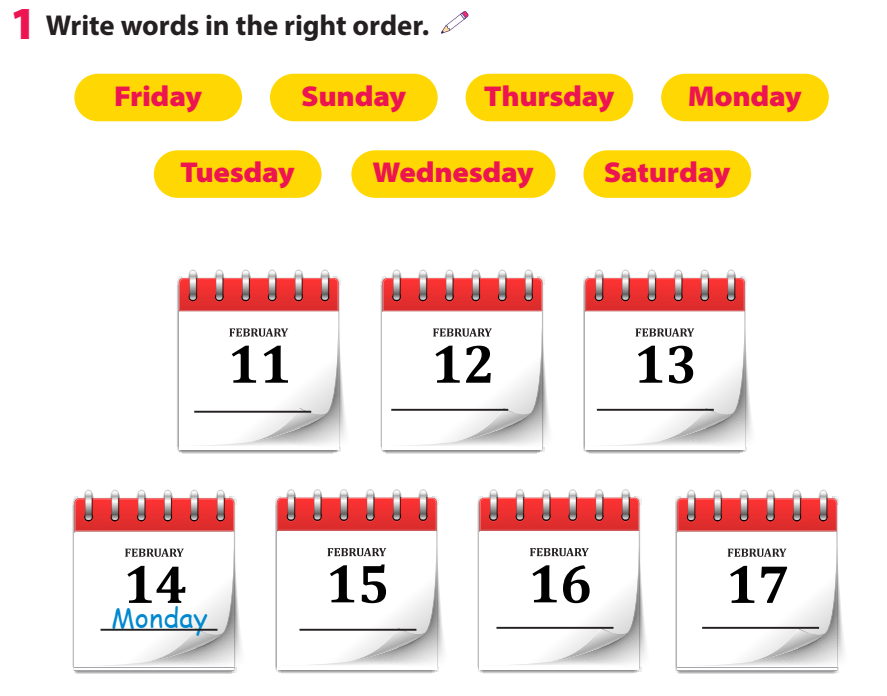 1 Write words in the right order.
Friday Sunday Thursday Monday
Tuesday Wednesday Saturday
FEBRUARY FEBRUARY FEBRUARY
11 12 13
FEBRUARY FEBRUARY FEBRUARY FEBRUARY
14 15 16 17
Monday